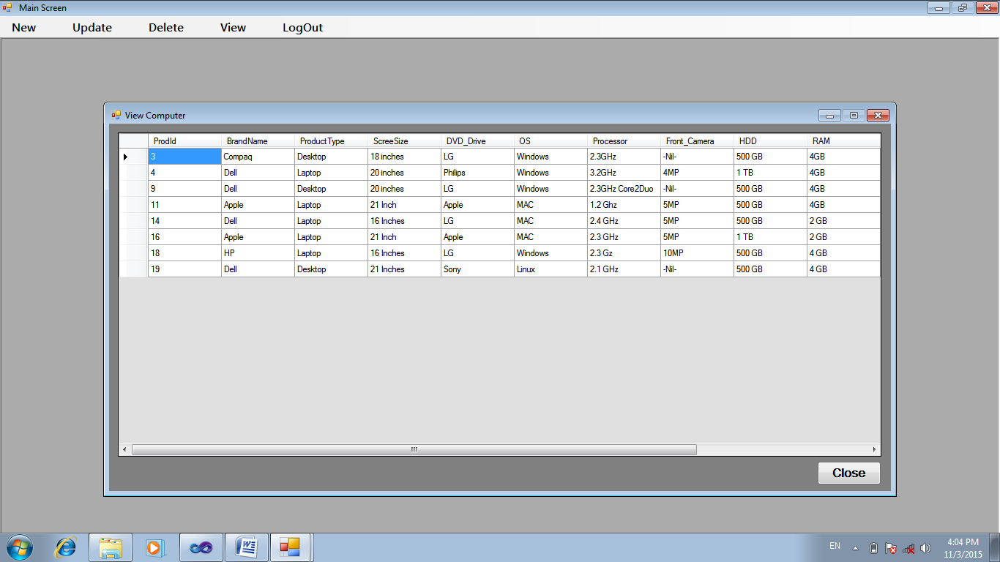 Main Screen
New Update Delete View LogOut
View Computer
ProdId BrandName ProductType ScreeSize DVD_Drive OS Processor Front_Camera HDD RAM
3 Compaq Desktop 18 inches LG Windows 2.3GHz -Nil- 500 GB 4GB
4 Dell Laptop 20 inches Philips Windows 3.2GHz 4MP 1 TB 4GB
9 Dell Desktop 20 inches LG Windows 2.3GHz Core2Duo -Nil- 500 GB 4GB
11 Apple Laptop 21 Inch Apple MAC 1.2 Ghz 5MP 500 GB 4GB
14 Dell Laptop 16 Inches LG MAC 2.4 GHz 5MP 500 GB 2 GB
16 Apple Laptop 21 Inch Apple MAC 2.3 GHz 5MP 1 TB 2 GB
18 HP Laptop 16 Inches LG Windows 2.3 Gz 10MP 500 GB 4 GB
19 Dell Desktop 21 Inches Sony Linux 2.1 GHz -Nil- 500 GB 4 GB
Close
EN
4:04 PM
11/3/2015